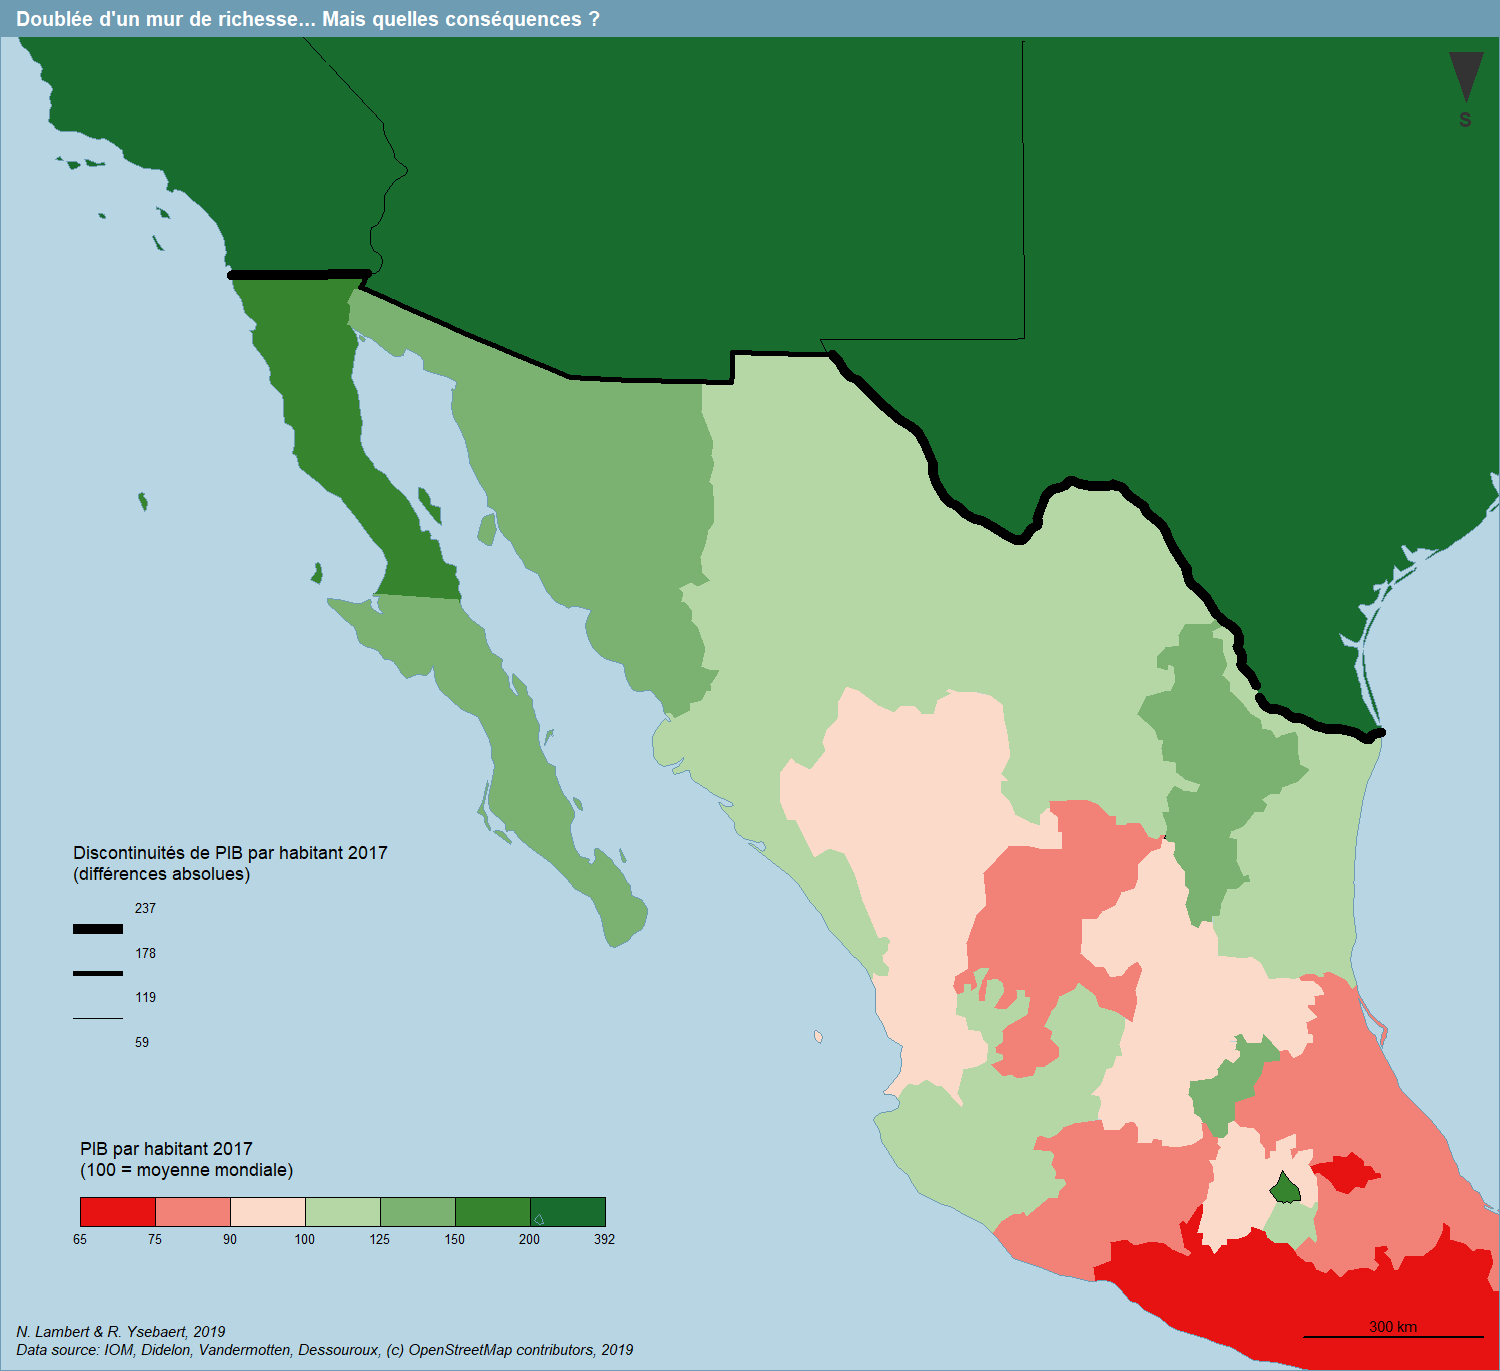 Doublée d'un mur de richesse... Mais quelles conséquences ?
S
Discontinuités de PIB par habitant 2017
(différences absolues)
237
178
119
59
PIB par habitant 2017
(100 = moyenne mondiale)
65 75 90 100 125 150 200 392
300 km
N. Lambert & R. Ysebaert, 2019
Data source: IOM, Didelon, Vandermotten, Dessouroux, (c) OpenStreetMap contributors, 2019